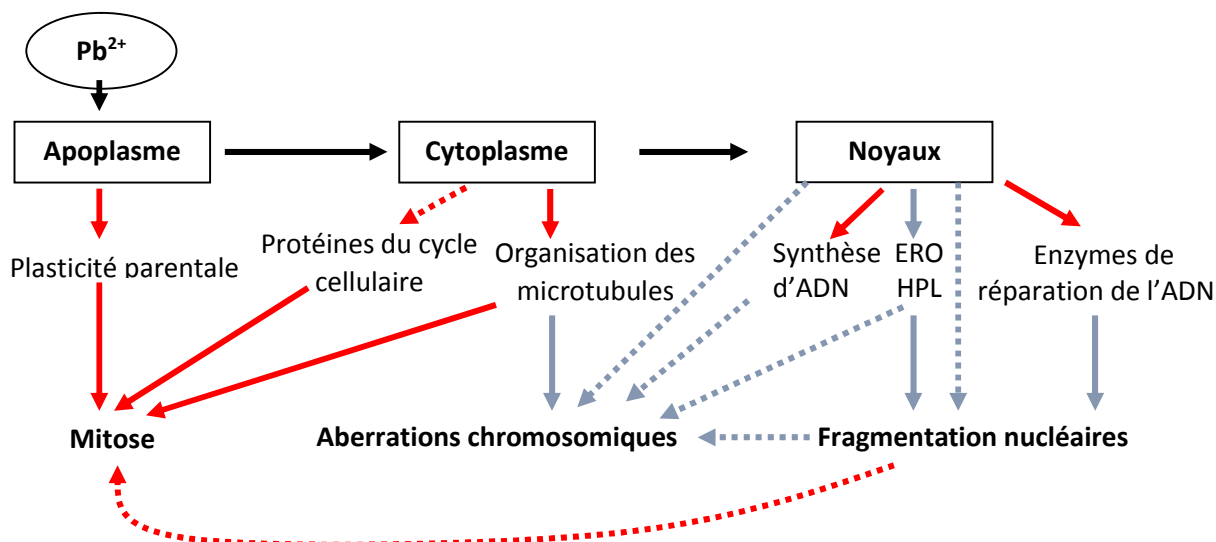 Pb²⁺
Apoplasme
Cytoplasme
Noyaux
Plasticité parentale
Protéines du cycle
cellulaire
Organisation des
microtubules
Synthèse
d’ADN
ERO
HPL
Enzymes de
réparation de l’ADN
Mitose
Aberrations chromosomiques
Fragmentation nucléaires